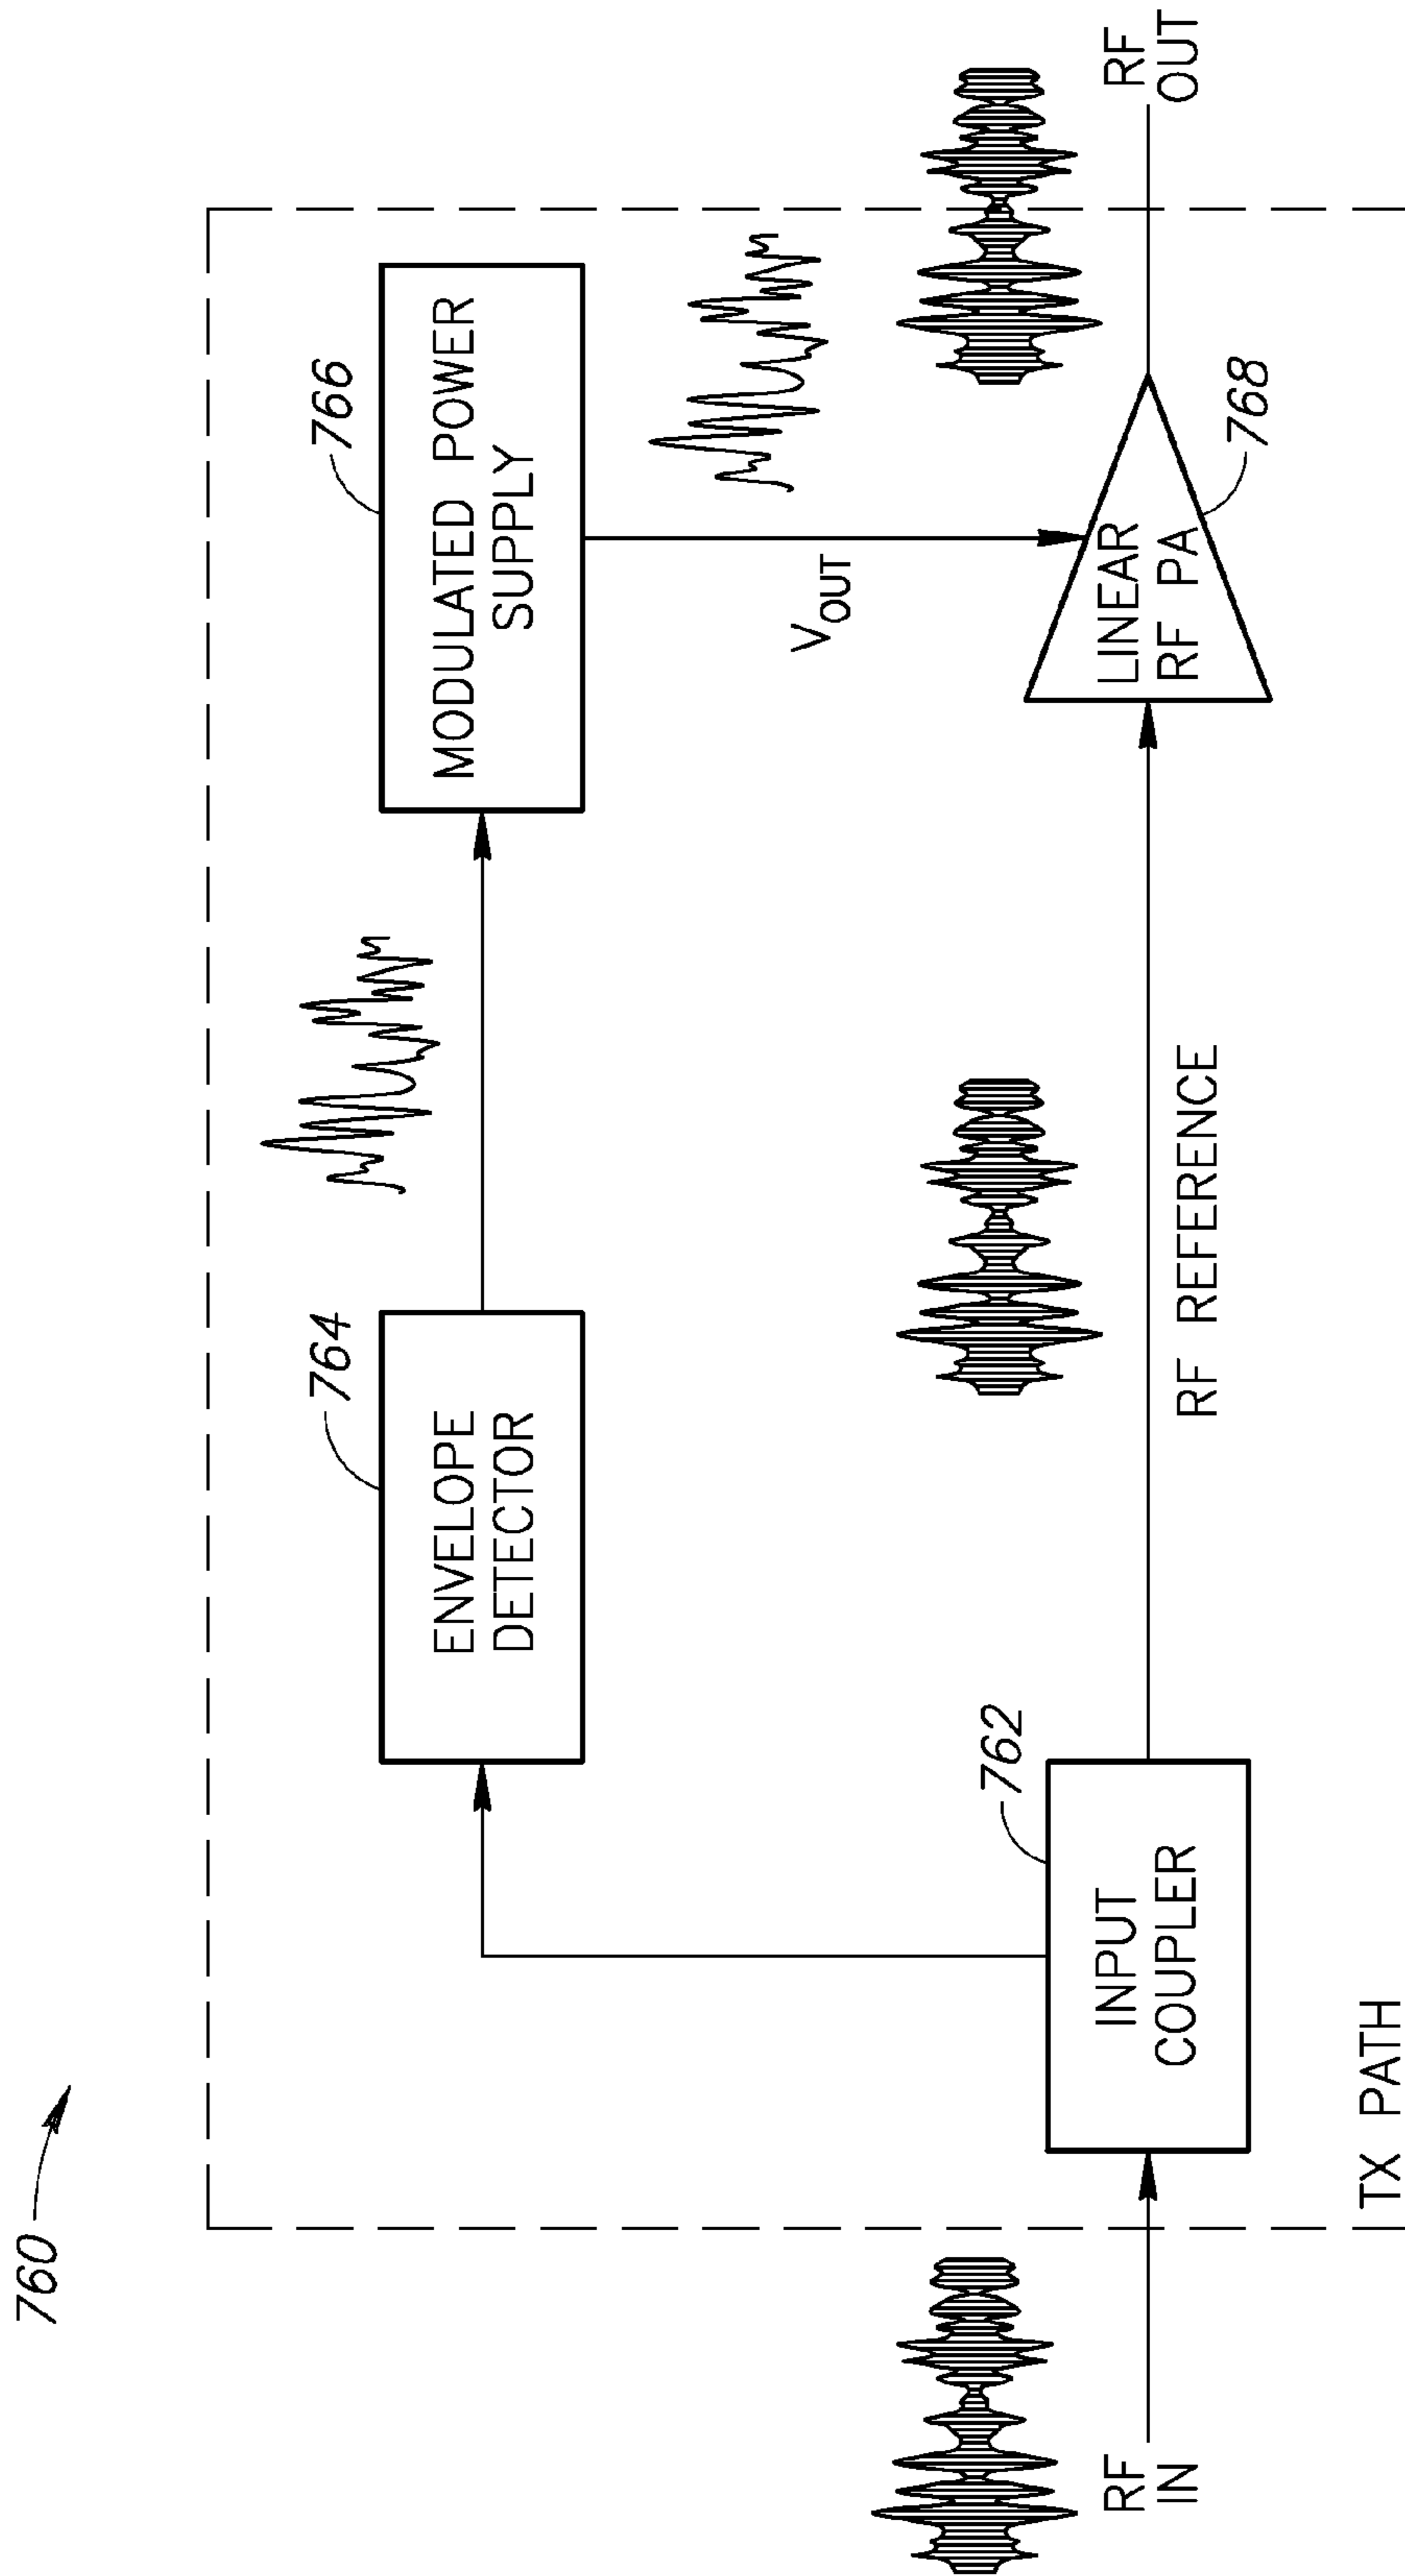 760
764
766
ENVELOPE
DETECTOR
MODULATED POWER
SUPPLY
V_OUT
762
INPUT
COUPLER
LINEAR
RF PA
768
RF
IN
RF REFERENCE
RF
OUT
TX PATH